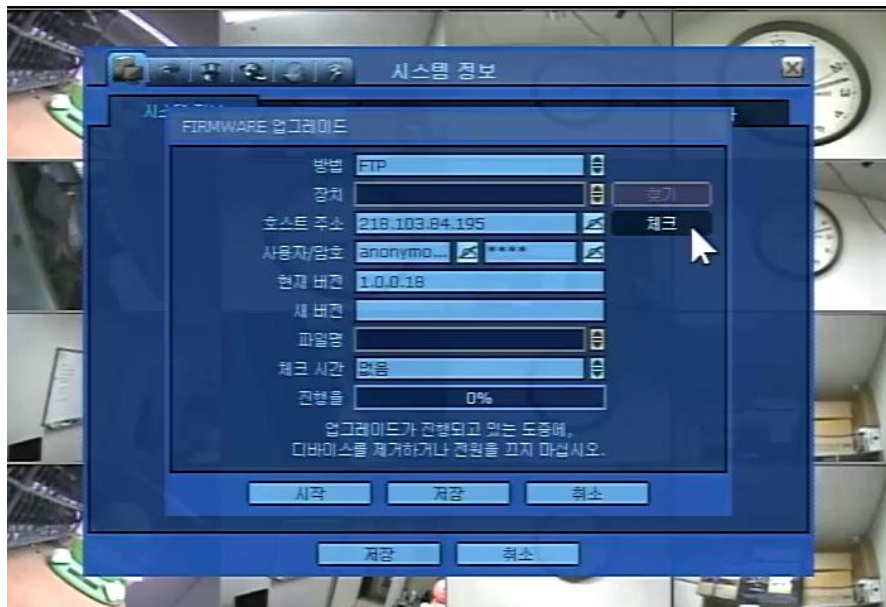 시스템 정보
FIRMWARE 업그레이드
방법 FTP
장치 찾기
호스트 주소 218.103.84.195 체크
사용자/암호 anonymo... ****
현재 버전 1.0.0.18
새 버전
파일명
체크 시간 없음
진행율 0%
업그레이드가 진행되고 있는 도중에,
디바이스를 제거하거나 전원을 끄지 마십시오.
시작 저장 취소
저장 취소